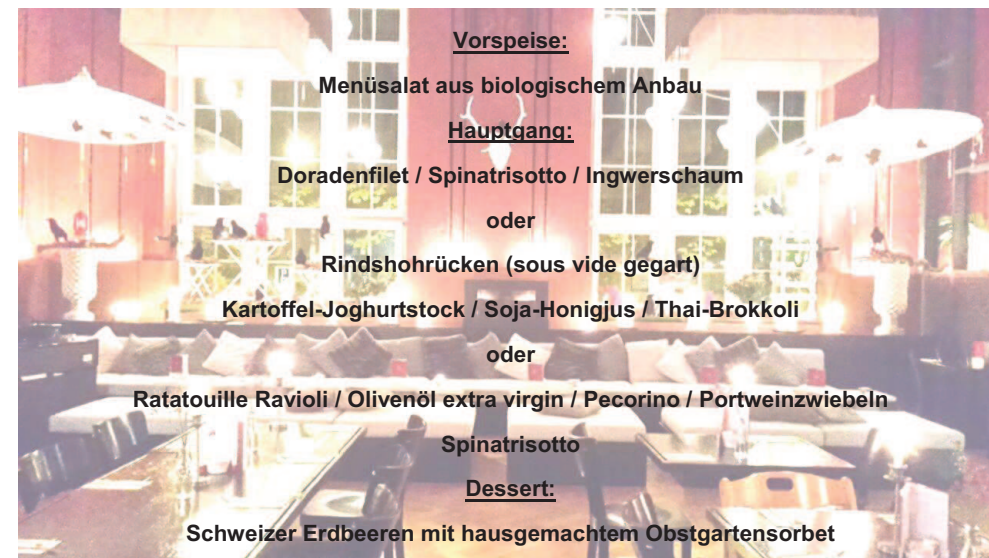 Vorspeise:
Menüsalat aus biologischem Anbau
Hauptgang:
Doradenfilet / Spinatrisotto / Ingwerschaum
oder
Rindshohrücken (sous vide gegart)
Kartoffel-Joghurtstock / Soja-Honigjus / Thai-Brokkoli
oder
Ratatouille Ravioli / Olivenöl extra virgin / Pecorino / Portweinzwiebeln
Spinatrisotto
Dessert:
Schweizer Erdbeeren mit hausgemachtem Obstgartensorbet